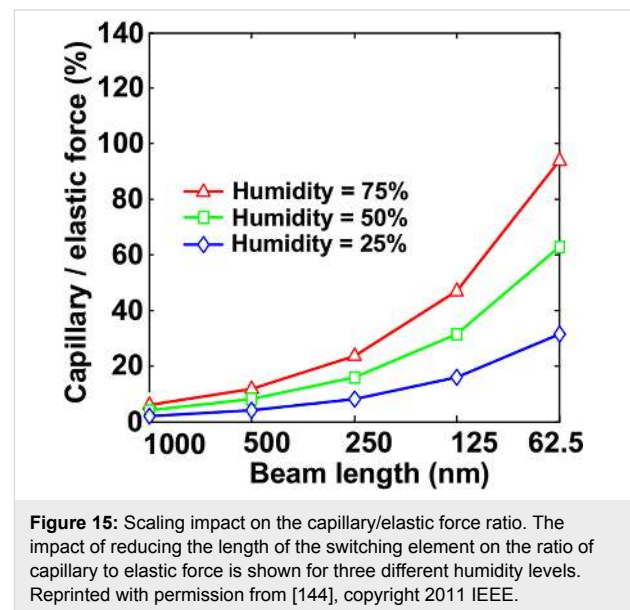 140
120
100
80
60
40
20
0
Capillary / elastic force (%)
Humidity = 75%
Humidity = 50%
Humidity = 25%
1000 500 250 125 62.5
Beam length (nm)
Figure 15: Scaling impact on the capillary/elastic force ratio. The
impact of reducing the length of the switching element on the ratio of
capillary to elastic force is shown for three different humidity levels.
Reprinted with permission from [144], copyright 2011 IEEE.